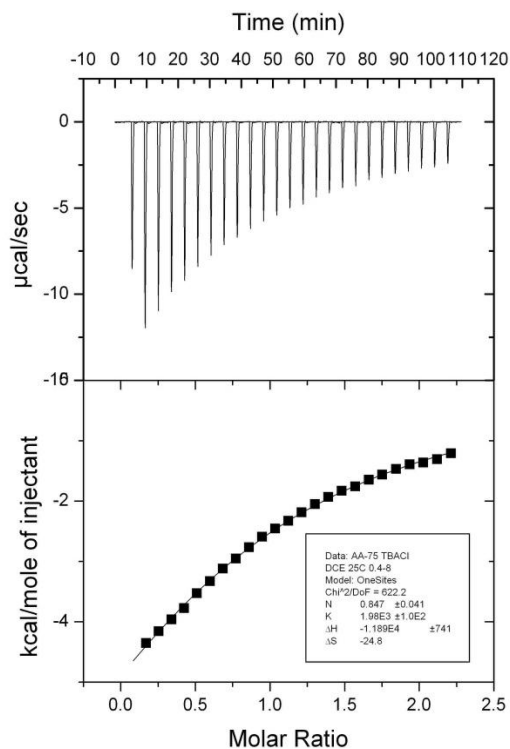 Time (min)
-10 0 10 20 30 40 50 60 70 80 90 100 110 120
0
-5
-10
-15
µcal/sec
0
-2
-4
kcal/mole of injectant
Data: AA-75 TBACl
DCE 25C 0.4-8
Model: OneSites
Chi^2/DoF = 622.2
N 0.847 ±0.041
K 1.98E3 ±1.0E2
ΔH -1.189E4 ±741
ΔS -24.8
0.0 0.5 1.0 1.5 2.0 2.5
Molar Ratio